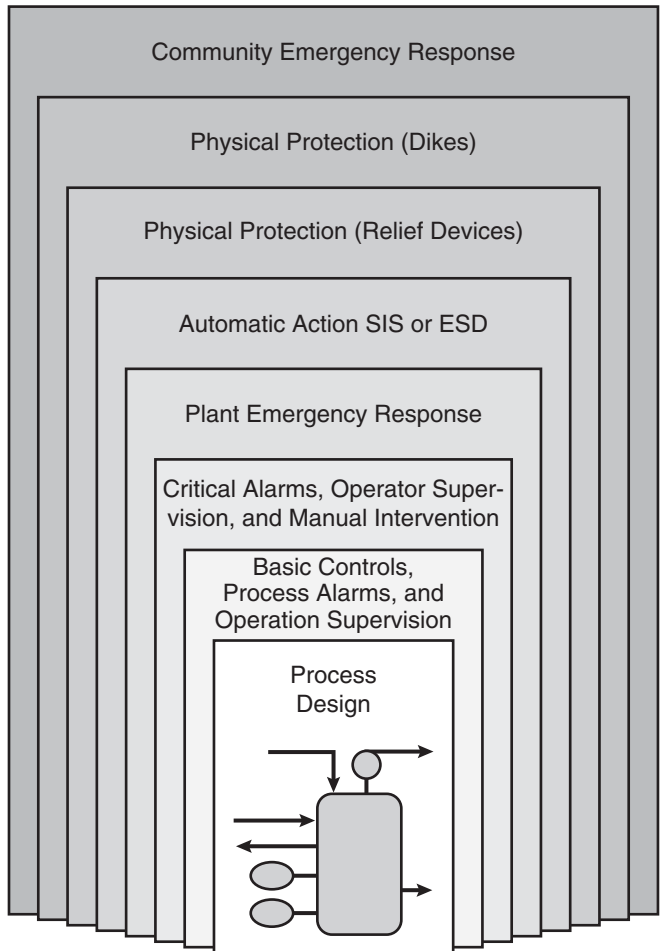 Community Emergency Response
Physical Protection (Dikes)
Physical Protection (Relief Devices)
Automatic Action SIS or ESD
Plant Emergency Response
Critical Alarms, Operator Super-
vision, and Manual Intervention
Basic Controls,
Process Alarms, and
Operation Supervision
Process
Design